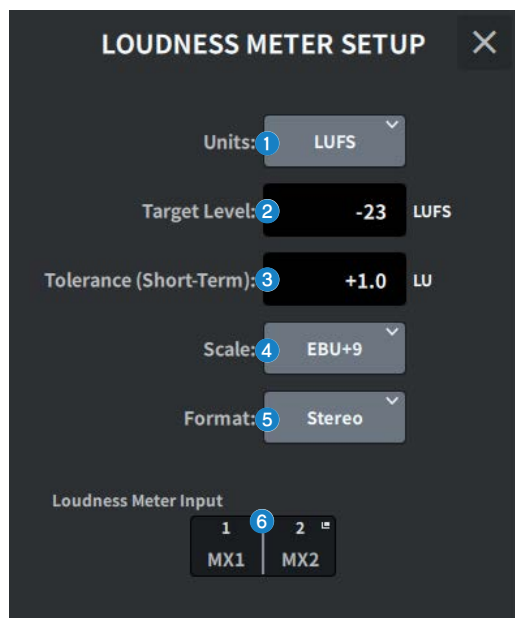 LOUDNESS METER SETUP
Units: 1 LUFS
Target Level: 2 -23 LUFS
Tolerance (Short-Term): 3 +1.0 LU
Scale: 4 EBU+9
Format: 5 Stereo
Loudness Meter Input
1 6 2
MX1 MX2